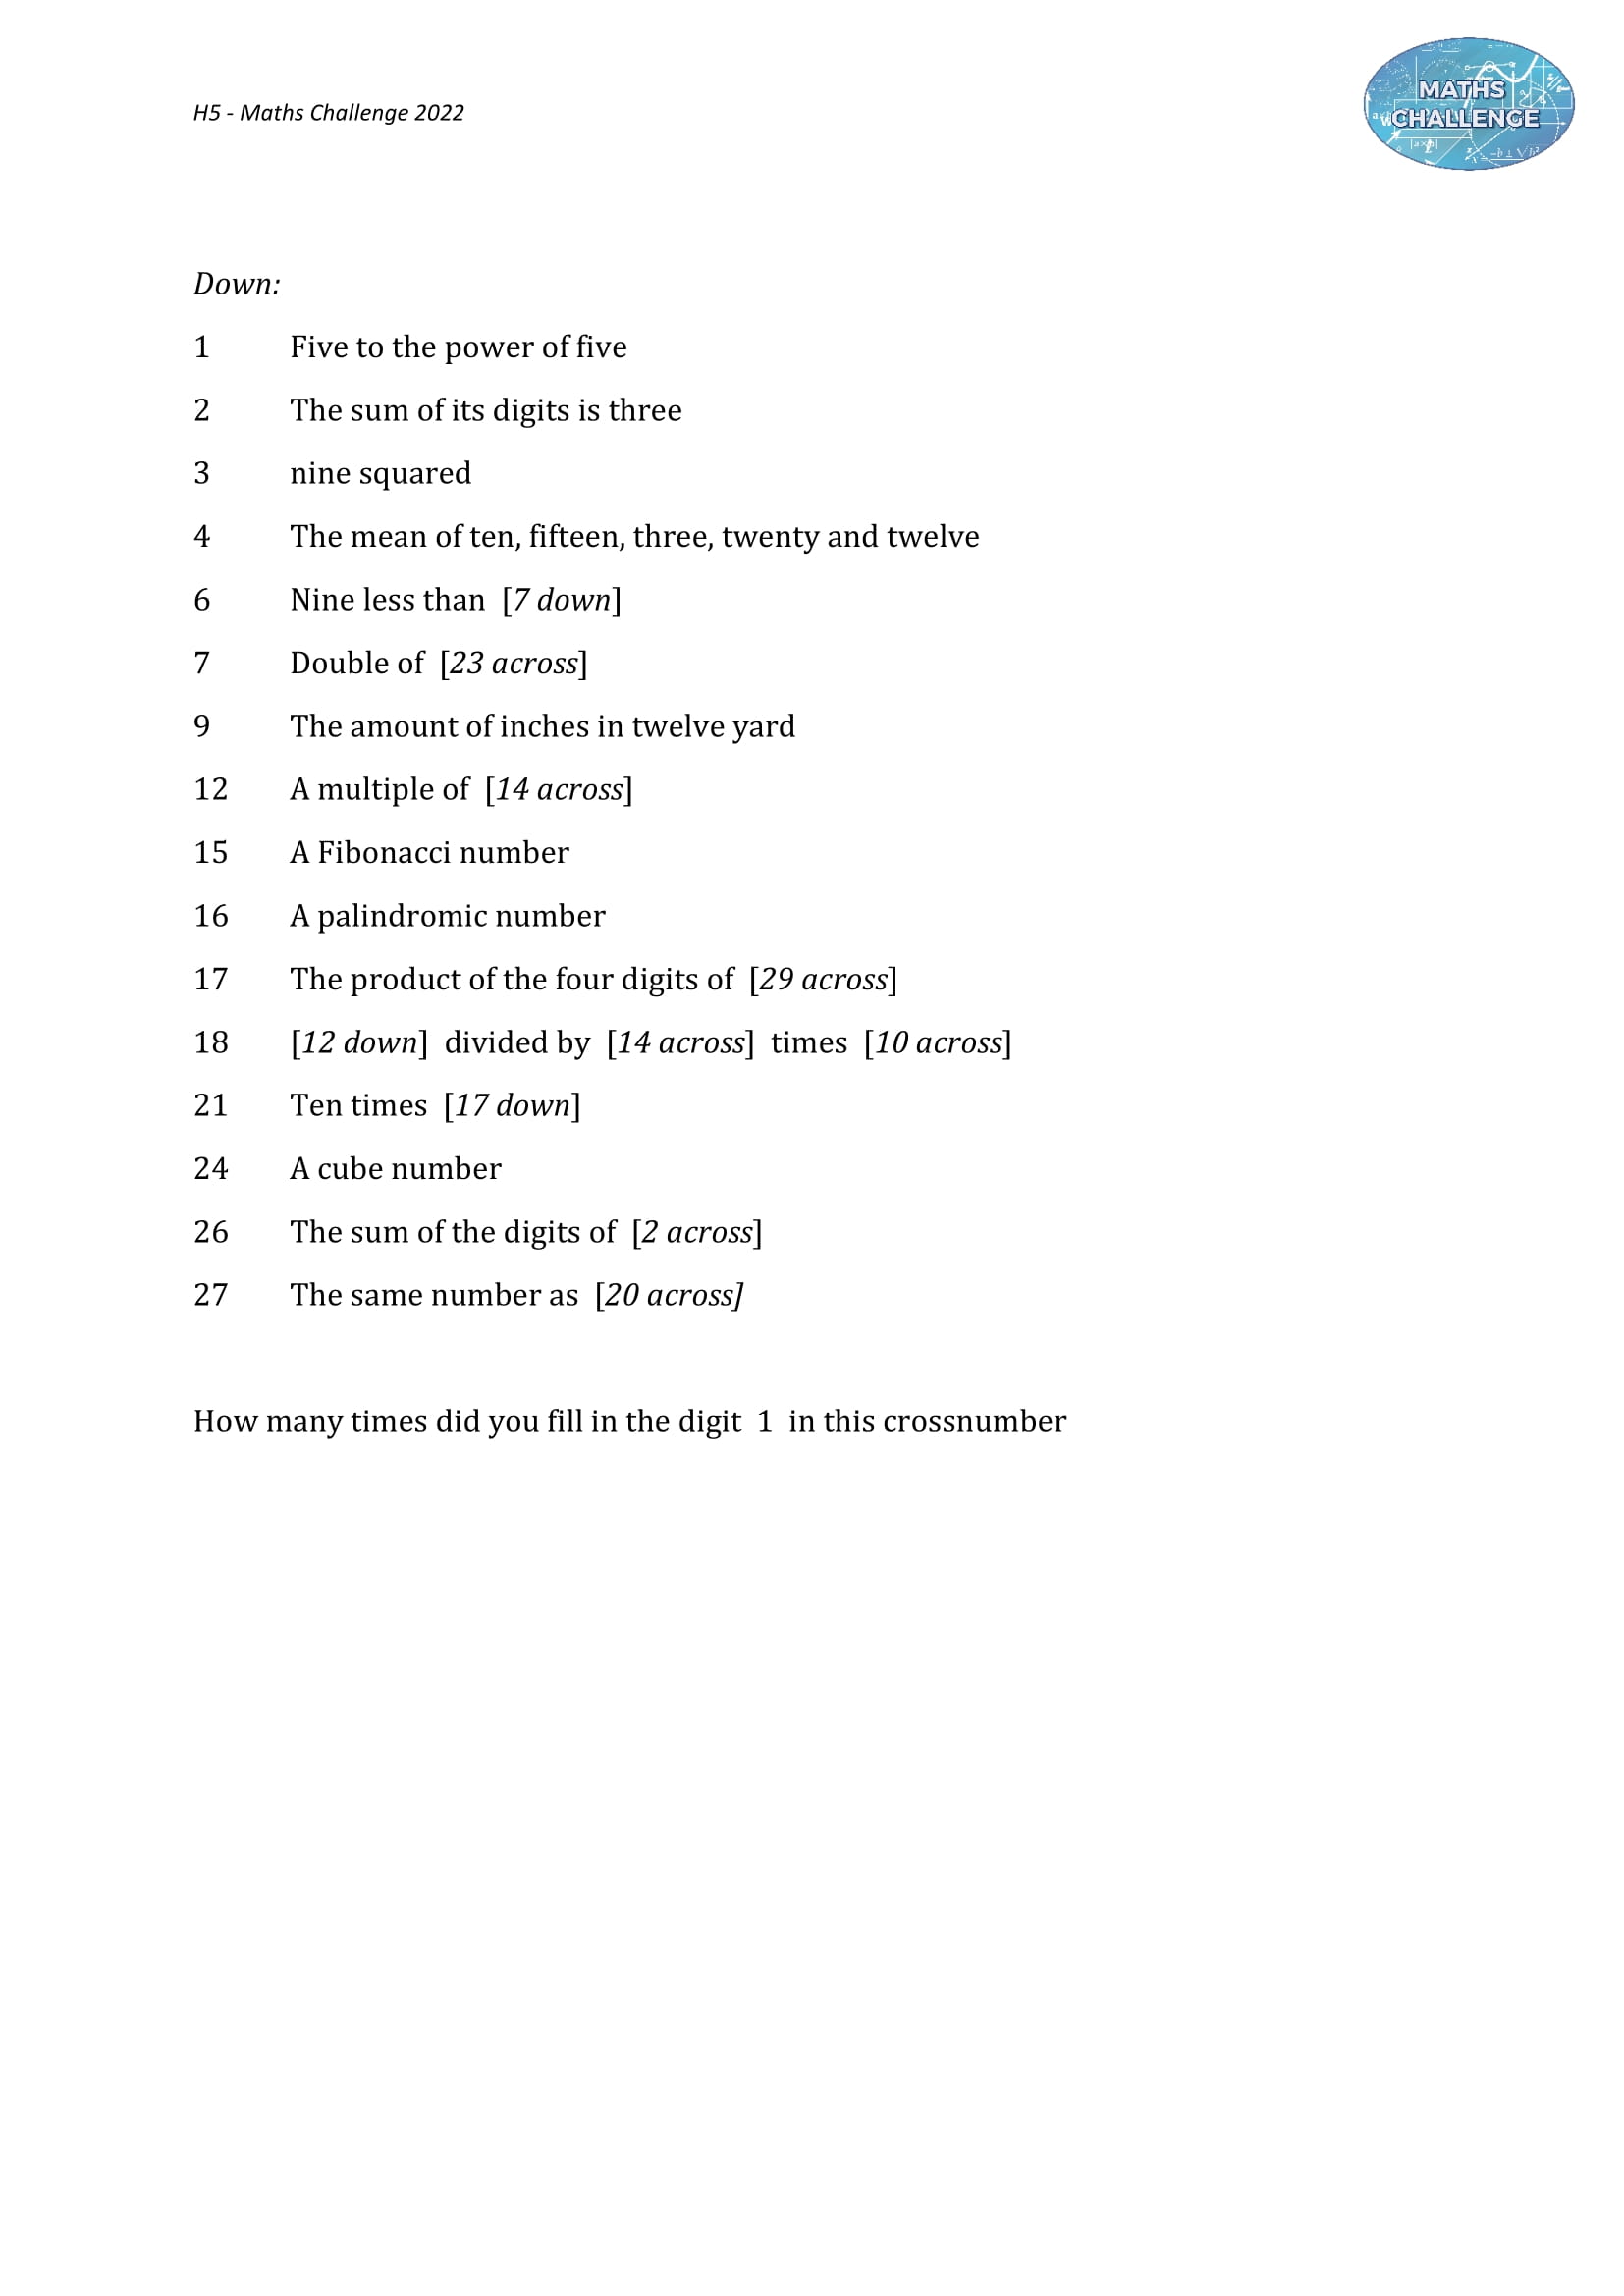 H5 - Maths Challenge 2022
MATHS
CHALLENGE
Down:
1 Five to the power of five
2 The sum of its digits is three
3 nine squared
4 The mean of ten, fifteen, three, twenty and twelve
6 Nine less than [7 down]
7 Double of [23 across]
9 The amount of inches in twelve yard
12 A multiple of [14 across]
15 A Fibonacci number
16 A palindromic number
17 The product of the four digits of [29 across]
18 [12 down] divided by [14 across] times [10 across]
21 Ten times [17 down]
24 A cube number
26 The sum of the digits of [2 across]
27 The same number as [20 across]
How many times did you fill in the digit 1 in this crossnumber